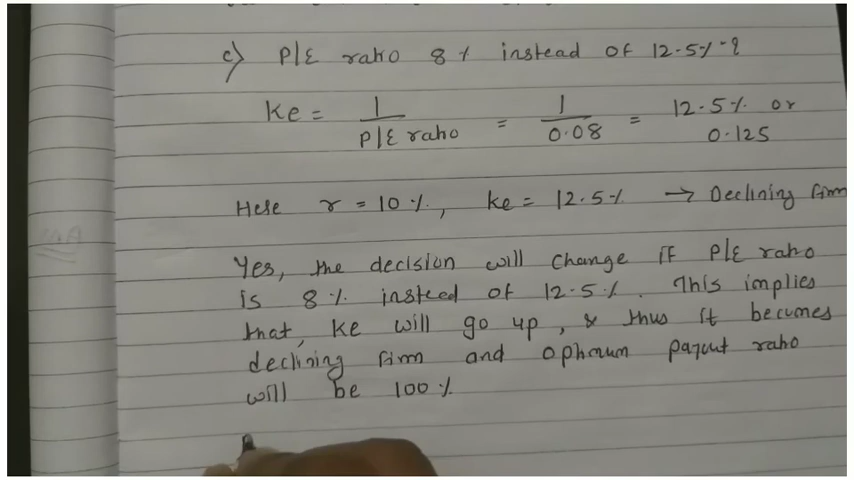 c) P/E ratio 8% instead of 12.5%?
Ke = 1 / P/E ratio = 1 / 0.08 = 12.5% or 0.125
Here r = 10%, ke = 12.5% → Declining firm
Yes, the decision will change if P/E ratio
is 8% instead of 12.5%. This implies
that, ke will go up, & thus it becomes
declining firm and optimum payout ratio
will be 100%